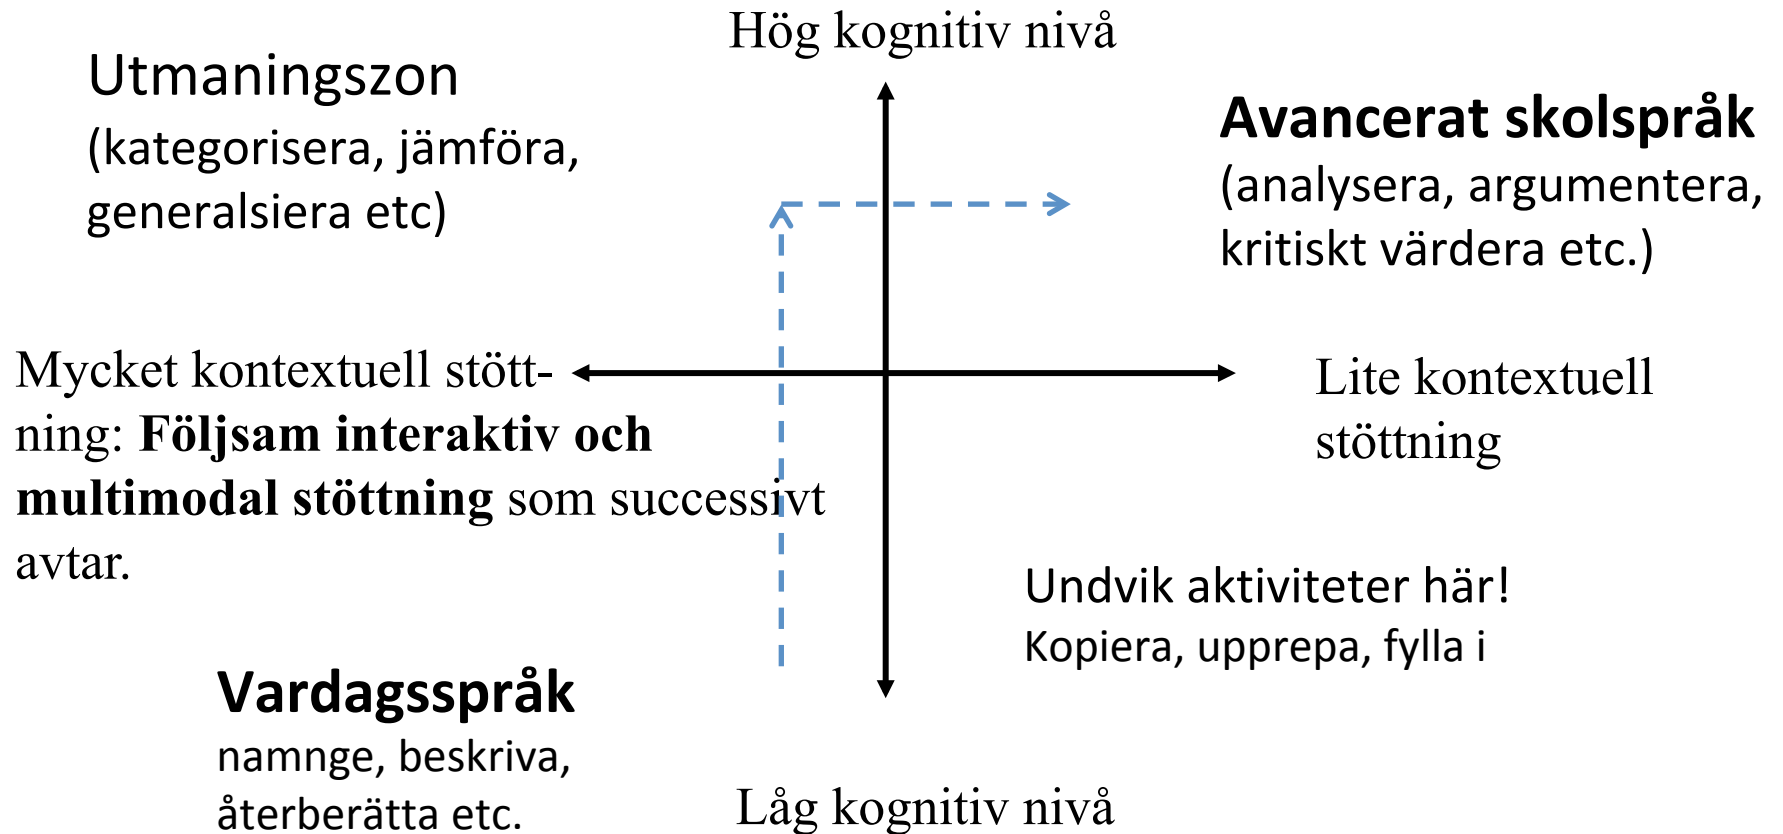 Hög kognitiv nivå
Utmaningszon
(kategorisera, jämföra,
generalsiera etc)
Avancerat skolspråk
(analysera, argumentera,
kritiskt värdera etc.)
Mycket kontextuell stött-
ning: Följsam interaktiv och
multimodal stöttning som successivt
avtar.
Lite kontextuell
stöttning
Undvik aktiviteter här!
Kopiera, upprepa, fylla i
Vardagsspråk
namnge, beskriva,
återberätta etc.
Låg kognitiv nivå